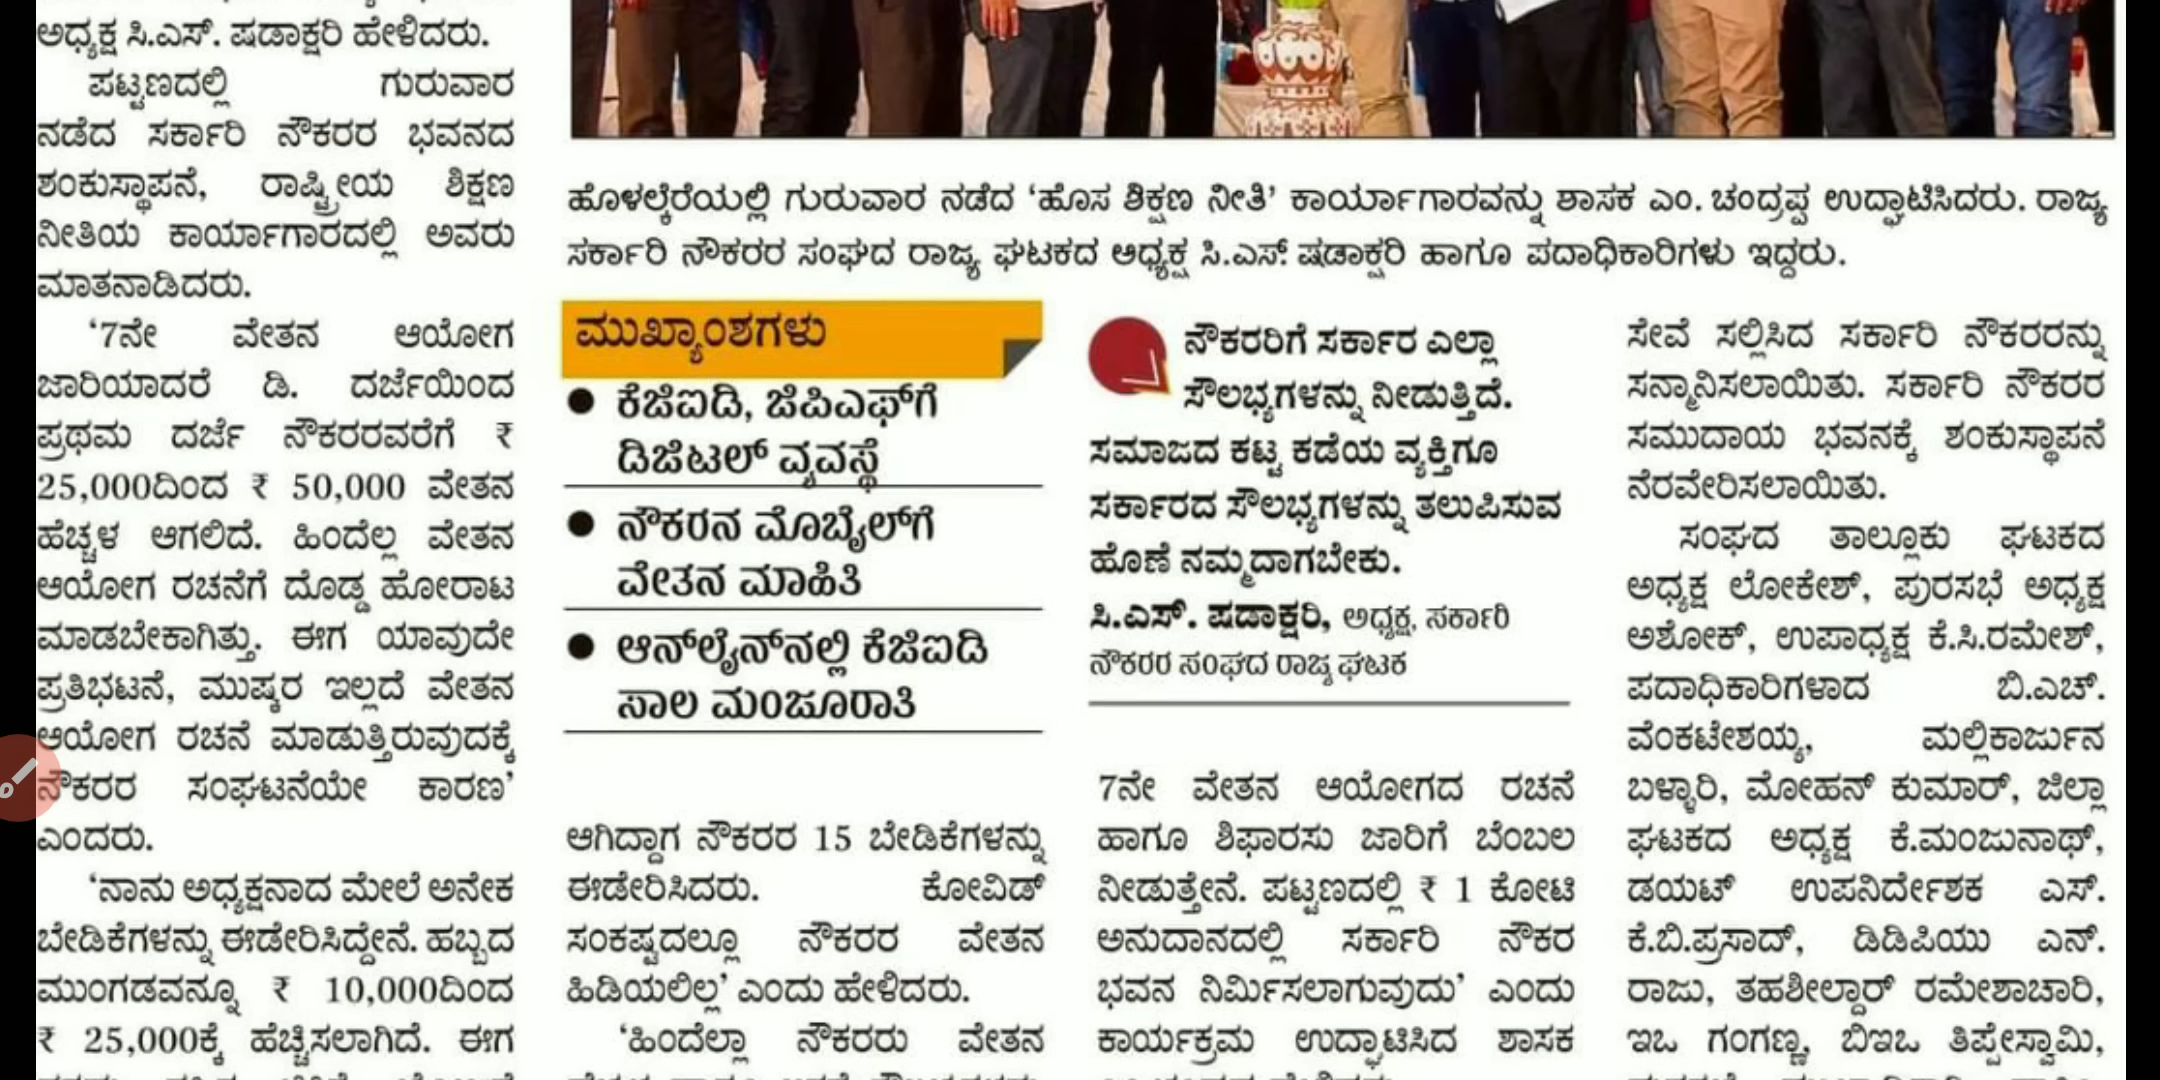 ಅಧ್ಯಕ್ಷ ಸಿ.ಎಸ್. ಷಡಾಕ್ಷರಿ ಹೇಳಿದರು.
ಪಟ್ಟಣದಲ್ಲಿ ಗುರುವಾರ
ನಡೆದ ಸರ್ಕಾರಿ ನೌಕರರ ಭವನದ
ಶಂಕುಸ್ಥಾಪನೆ, ರಾಷ್ಟ್ರೀಯ ಶಿಕ್ಷಣ
ನೀತಿಯ ಕಾರ್ಯಾಗಾರದಲ್ಲಿ ಅವರು
ಮಾತನಾಡಿದರು.
‘7ನೇ ವೇತನ ಆಯೋಗ
ಜಾರಿಯಾದರೆ ಡಿ. ದರ್ಜೆಯಿಂದ
ಪ್ರಥಮ ದರ್ಜೆ ನೌಕರರವರೆಗೆ ₹
25,000ದಿಂದ ₹ 50,000 ವೇತನ
ಹೆಚ್ಚಳ ಆಗಲಿದೆ. ಹಿಂದೆಲ್ಲ ವೇತನ
ಆಯೋಗ ರಚನೆಗೆ ದೊಡ್ಡ ಹೋರಾಟ
ಮಾಡಬೇಕಾಗಿತ್ತು. ಈಗ ಯಾವುದೇ
ಪ್ರತಿಭಟನೆ, ಮುಷ್ಕರ ಇಲ್ಲದೆ ವೇತನ
ಆಯೋಗ ರಚನೆ ಮಾಡುತ್ತಿರುವುದಕ್ಕೆ
ನೌಕರರ ಸಂಘಟನೆಯೇ ಕಾರಣ’
ಎಂದರು.
‘ನಾನು ಅಧ್ಯಕ್ಷನಾದ ಮೇಲೆ ಅನೇಕ
ಬೇಡಿಕೆಗಳನ್ನು ಈಡೇರಿಸಿದ್ದೇನೆ. ಹಬ್ಬದ
ಮುಂಗಡವನ್ನೂ ₹ 10,000ದಿಂದ
₹ 25,000ಕ್ಕೆ ಹೆಚ್ಚಿಸಲಾಗಿದೆ. ಈಗ
ಹೊಳಲ್ಕೆರೆಯಲ್ಲಿ ಗುರುವಾರ ನಡೆದ ‘ಹೊಸ ಶಿಕ್ಷಣ ನೀತಿ’ ಕಾರ್ಯಾಗಾರವನ್ನು ಶಾಸಕ ಎಂ. ಚಂದ್ರಪ್ಪ ಉದ್ಘಾಟಿಸಿದರು. ರಾಜ್ಯ
ಸರ್ಕಾರಿ ನೌಕರರ ಸಂಘದ ರಾಜ್ಯ ಘಟಕದ ಅಧ್ಯಕ್ಷ ಸಿ.ಎಸ್. ಷಡಾಕ್ಷರಿ ಹಾಗೂ ಪದಾಧಿಕಾರಿಗಳು ಇದ್ದರು.
ಮುಖ್ಯಾಂಶಗಳು
● ಕೆಜಿಐಡಿ, ಜಿಪಿಎಫ್‌ಗೆ
ಡಿಜಿಟಲ್ ವ್ಯವಸ್ಥೆ
● ನೌಕರನ ಮೊಬೈಲ್‌ಗೆ
ವೇತನ ಮಾಹಿತಿ
● ಆನ್‌ಲೈನ್‌ನಲ್ಲಿ ಕೆಜಿಐಡಿ
ಸಾಲ ಮಂಜೂರಾತಿ
ಆಗಿದ್ದಾಗ ನೌಕರರ 15 ಬೇಡಿಕೆಗಳನ್ನು
ಈಡೇರಿಸಿದರು. ಕೋವಿಡ್
ಸಂಕಷ್ಟದಲ್ಲೂ ನೌಕರರ ವೇತನ
ಹಿಡಿಯಲಿಲ್ಲ’ ಎಂದು ಹೇಳಿದರು.
‘ಹಿಂದೆಲ್ಲಾ ನೌಕರರು ವೇತನ
ನೌಕರರಿಗೆ ಸರ್ಕಾರ ಎಲ್ಲಾ
ಸೌಲಭ್ಯಗಳನ್ನು ನೀಡುತ್ತಿದೆ.
ಸಮಾಜದ ಕಟ್ಟ ಕಡೆಯ ವ್ಯಕ್ತಿಗೂ
ಸರ್ಕಾರದ ಸೌಲಭ್ಯಗಳನ್ನು ತಲುಪಿಸುವ
ಹೊಣೆ ನಮ್ಮದಾಗಬೇಕು.
ಸಿ.ಎಸ್. ಷಡಾಕ್ಷರಿ, ಅಧ್ಯಕ್ಷ, ಸರ್ಕಾರಿ
ನೌಕರರ ಸಂಘದ ರಾಜ್ಯ ಘಟಕ
7ನೇ ವೇತನ ಆಯೋಗದ ರಚನೆ
ಹಾಗೂ ಶಿಫಾರಸು ಜಾರಿಗೆ ಬೆಂಬಲ
ನೀಡುತ್ತೇನೆ. ಪಟ್ಟಣದಲ್ಲಿ ₹ 1 ಕೋಟಿ
ಅನುದಾನದಲ್ಲಿ ಸರ್ಕಾರಿ ನೌಕರ
ಭವನ ನಿರ್ಮಿಸಲಾಗುವುದು’ ಎಂದು
ಕಾರ್ಯಕ್ರಮ ಉದ್ಘಾಟಿಸಿದ ಶಾಸಕ
ಸೇವೆ ಸಲ್ಲಿಸಿದ ಸರ್ಕಾರಿ ನೌಕರರನ್ನು
ಸನ್ಮಾನಿಸಲಾಯಿತು. ಸರ್ಕಾರಿ ನೌಕರರ
ಸಮುದಾಯ ಭವನಕ್ಕೆ ಶಂಕುಸ್ಥಾಪನೆ
ನೆರವೇರಿಸಲಾಯಿತು.
ಸಂಘದ ತಾಲ್ಲೂಕು ಘಟಕದ
ಅಧ್ಯಕ್ಷ ಲೋಕೇಶ್, ಪುರಸಭೆ ಅಧ್ಯಕ್ಷ
ಅಶೋಕ್, ಉಪಾಧ್ಯಕ್ಷ ಕೆ.ಸಿ.ರಮೇಶ್,
ಪದಾಧಿಕಾರಿಗಳಾದ ಬಿ.ಎಚ್.
ವೆಂಕಟೇಶಯ್ಯ, ಮಲ್ಲಿಕಾರ್ಜುನ
ಬಳ್ಳಾರಿ, ಮೋಹನ್ ಕುಮಾರ್, ಜಿಲ್ಲಾ
ಘಟಕದ ಅಧ್ಯಕ್ಷ ಕೆ.ಮಂಜುನಾಥ್,
ಡಯಟ್ ಉಪನಿರ್ದೇಶಕ ಎಸ್.
ಕೆ.ಬಿ.ಪ್ರಸಾದ್, ಡಿಡಿಪಿಯು ಎನ್.
ರಾಜು, ತಹಶೀಲ್ದಾರ್ ರಮೇಶಾಚಾರಿ,
ಇಒ ಗಂಗಣ್ಣ, ಬಿಇಒ ತಿಪ್ಪೇಸ್ವಾಮಿ,